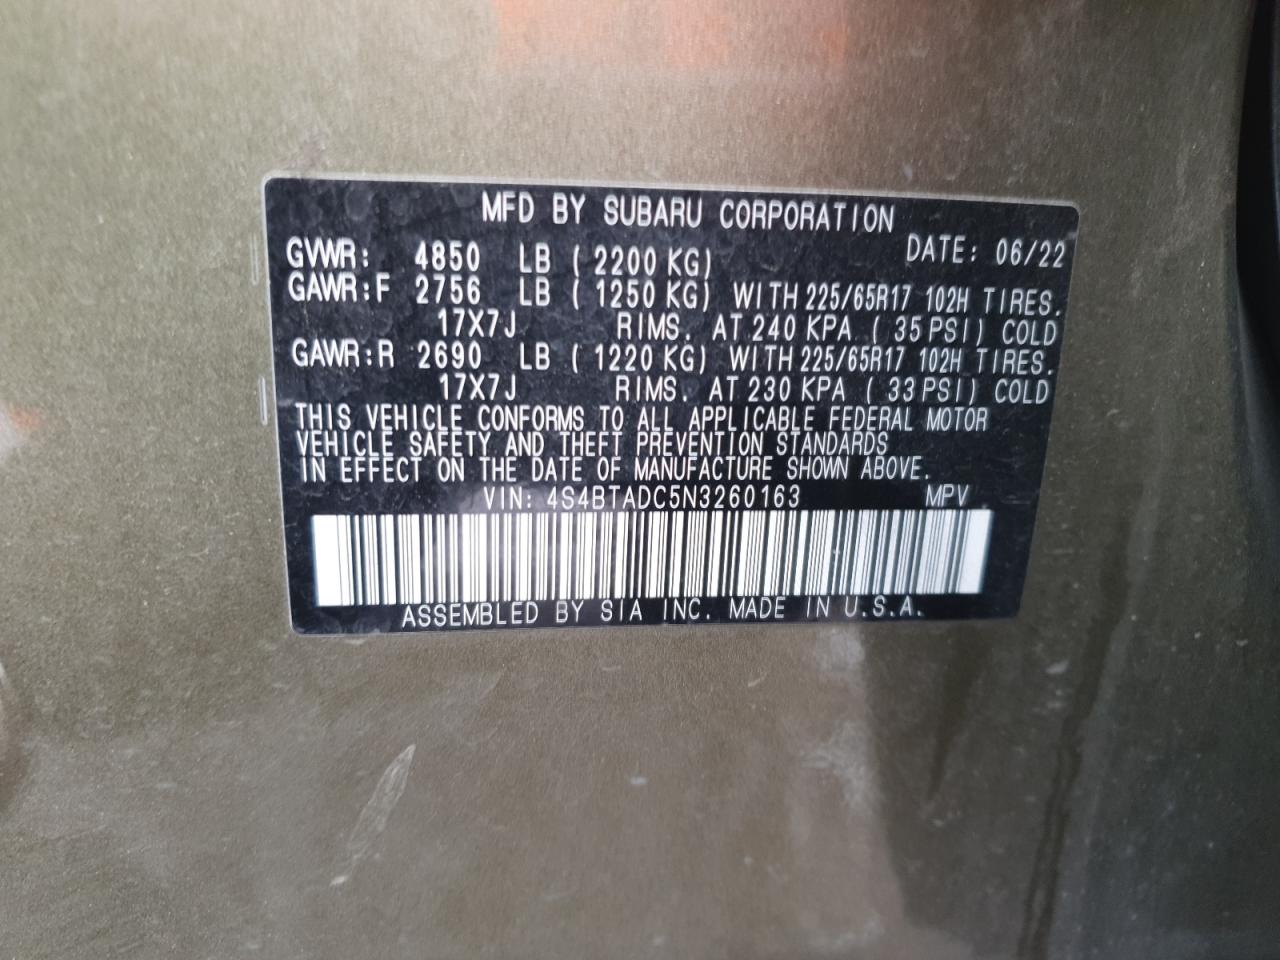 MFD BY SUBARU CORPORATION
DATE: 06/22
GVWR: 4850 LB ( 2200 KG)
GAWR:F 2756 LB ( 1250 KG) WITH 225/65R17 102H TIRES.
17X7J RIMS. AT 240 KPA ( 35 PSI) COLD
GAWR:R 2690 LB ( 1220 KG) WITH 225/65R17 102H TIRES.
17X7J RIMS. AT 230 KPA ( 33 PSI) COLD
THIS VEHICLE CONFORMS TO ALL APPLICABLE FEDERAL MOTOR
VEHICLE SAFETY AND THEFT PREVENTION STANDARDS
IN EFFECT ON THE DATE OF MANUFACTURE SHOWN ABOVE.
VIN: 4S4BTADC5N3260163 MPV
ASSEMBLED BY SIA INC. MADE IN U.S.A.